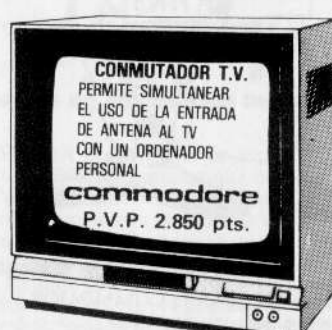 CONMUTADOR T.V.
PERMITE SIMULTANEAR
EL USO DE LA ENTRADA
DE ANTENA AL TV
CON UN ORDENADOR
PERSONAL
commodore
P.V.P. 2.850 pts.